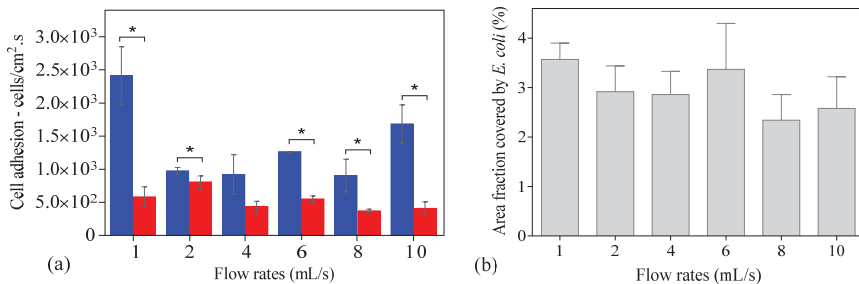 Cell adhesion - cells/cm².s
3.0×10³
2.5×10³
2.0×10³
1.5×10³
1.0×10³
5.0×10²
0
*
*
*
*
*
1 2 4 6 8 10
Flow rates (mL/s)
(a)
Area fraction covered by E. coli (%)
5
4
3
2
1
0
1 2 4 6 8 10
Flow rates (mL/s)
(b)